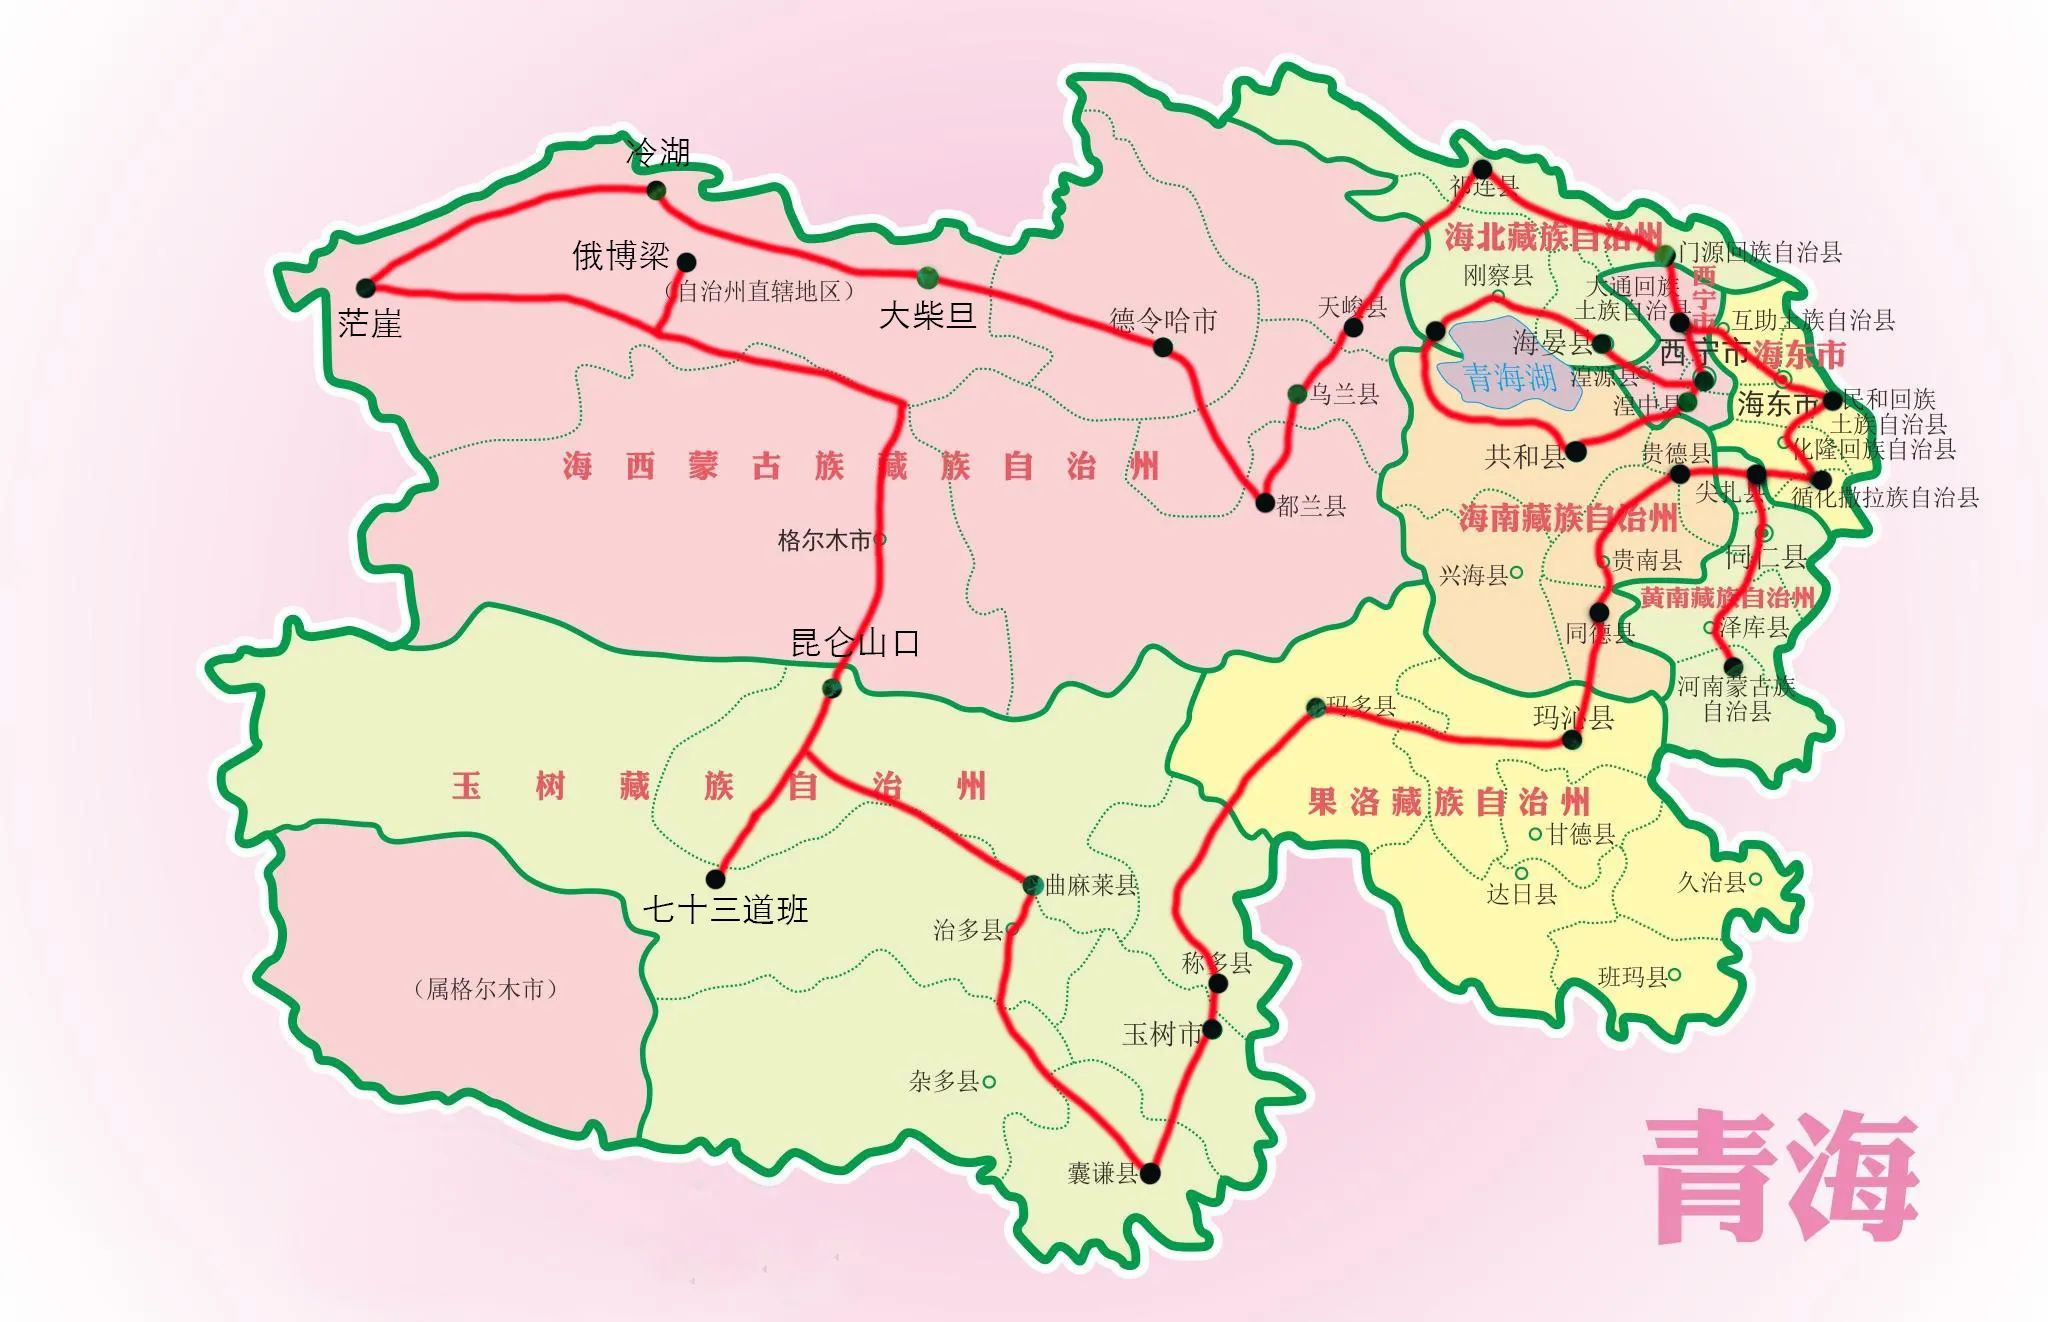 冷湖
祁连县
海北藏族自治州
俄博梁
门源回族自治县
刚察县
西宁市
大通回族
土族自治县
茫崖
(自治州直辖地区)
大柴旦
德令哈市
天峻县
互助土族自治县
海晏县
西宁市
海东市
青海湖
湟源县
乌兰县
湟中县
海东市
民和回族
土族自治县
海西蒙古族藏族自治州
共和县
贵德县
化隆回族自治县
尖扎县
循化撒拉族自治县
都兰县
海南藏族自治州
格尔木市
兴海县
贵南县
同仁县
黄南藏族自治州
昆仑山口
同德县
泽库县
河南蒙古族
自治县
玛多县
玛沁县
玉树藏族自治州
果洛藏族自治州
甘德县
七十三道班
曲麻莱县
达日县
久治县
治多县
称多县
班玛县
(属格尔木市)
玉树市
杂多县
囊谦县
青海